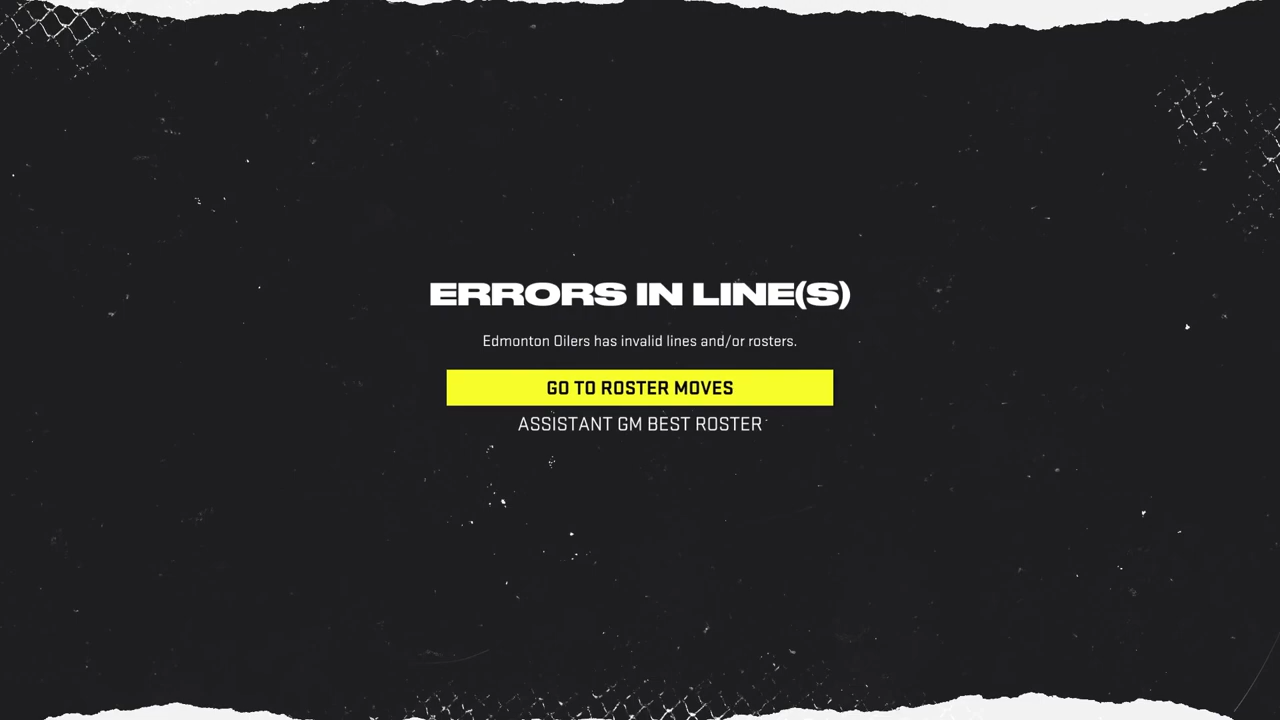 ERRORS IN LINE(S)
Edmonton Oilers has invalid lines and/or rosters.
GO TO ROSTER MOVES
ASSISTANT GM BEST ROSTER